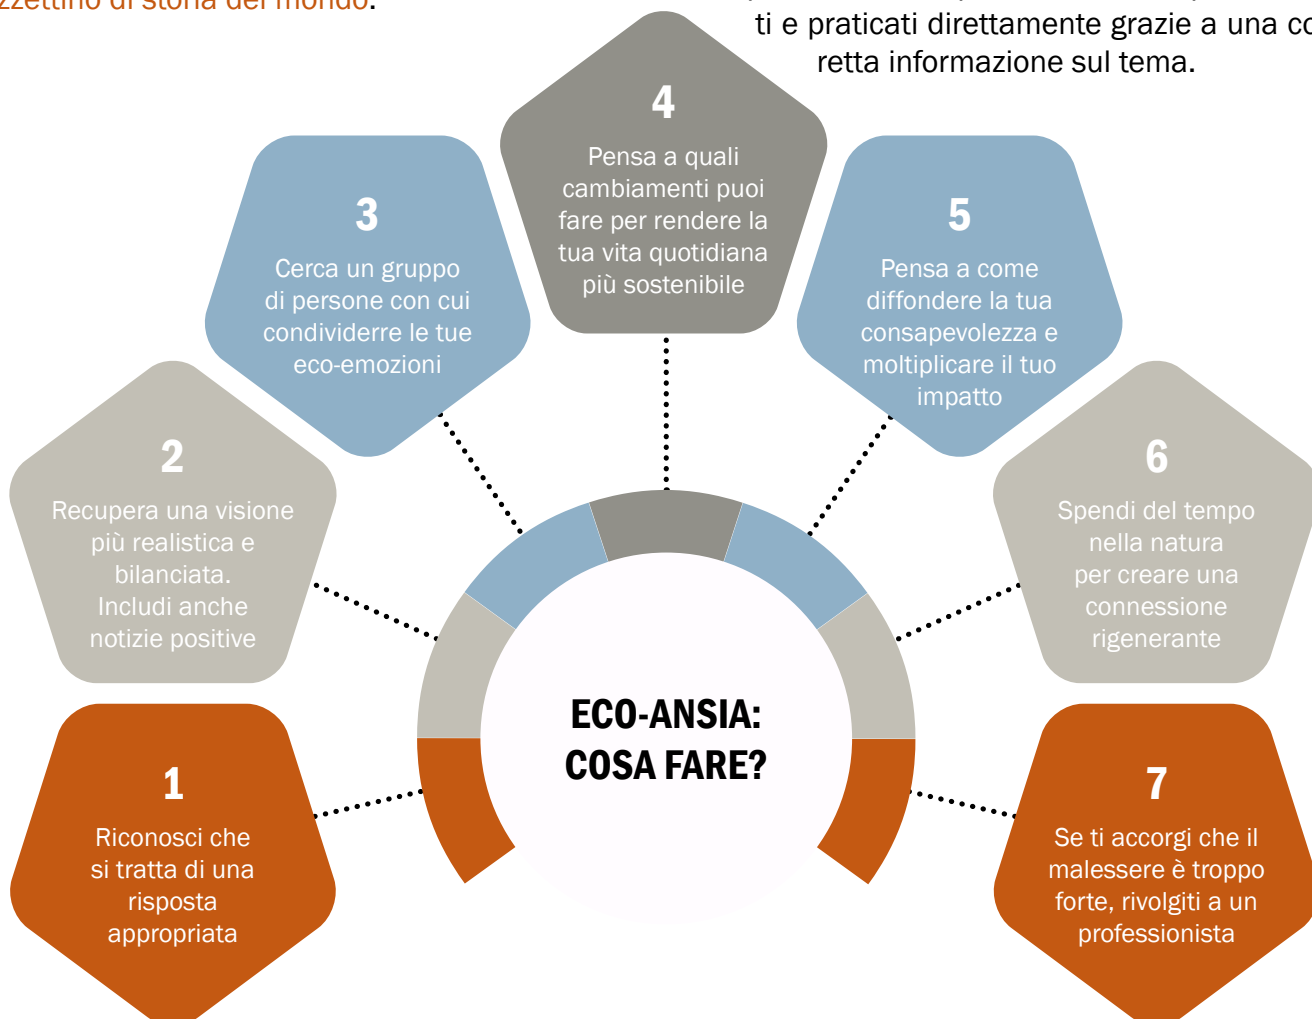 zzettino di storia del mondo.
ti e praticati direttamente grazie a una co
retta informazione sul tema.
4
Pensa a quali
cambiamenti puoi
fare per rendere la
tua vita quotidiana
più sostenibile
3
Cerca un gruppo
di persone con cui
condividerre le tue
eco-emozioni
5
Pensa a come
diffondere la tua
consapevolezza e
moltiplicare il tuo
impatto
2
Recupera una visione
più realistica e
bilanciata.
Includi anche
notizie positive
6
Spendi del tempo
nella natura
per creare una
connessione
rigenerante
ECO-ANSIA:
COSA FARE?
1
Riconosci che
si tratta di una
risposta
appropriata
7
Se ti accorgi che il
malessere è troppo
forte, rivolgiti a un
professionista